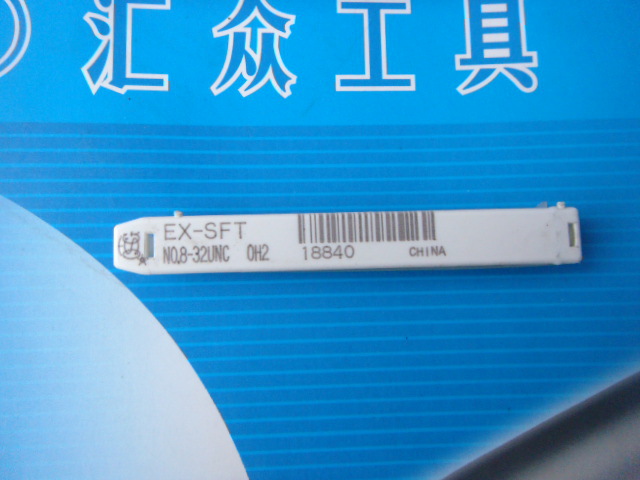 汇众工具
EX-SFT
NO.8-32UNC OH2 18840 CHINA